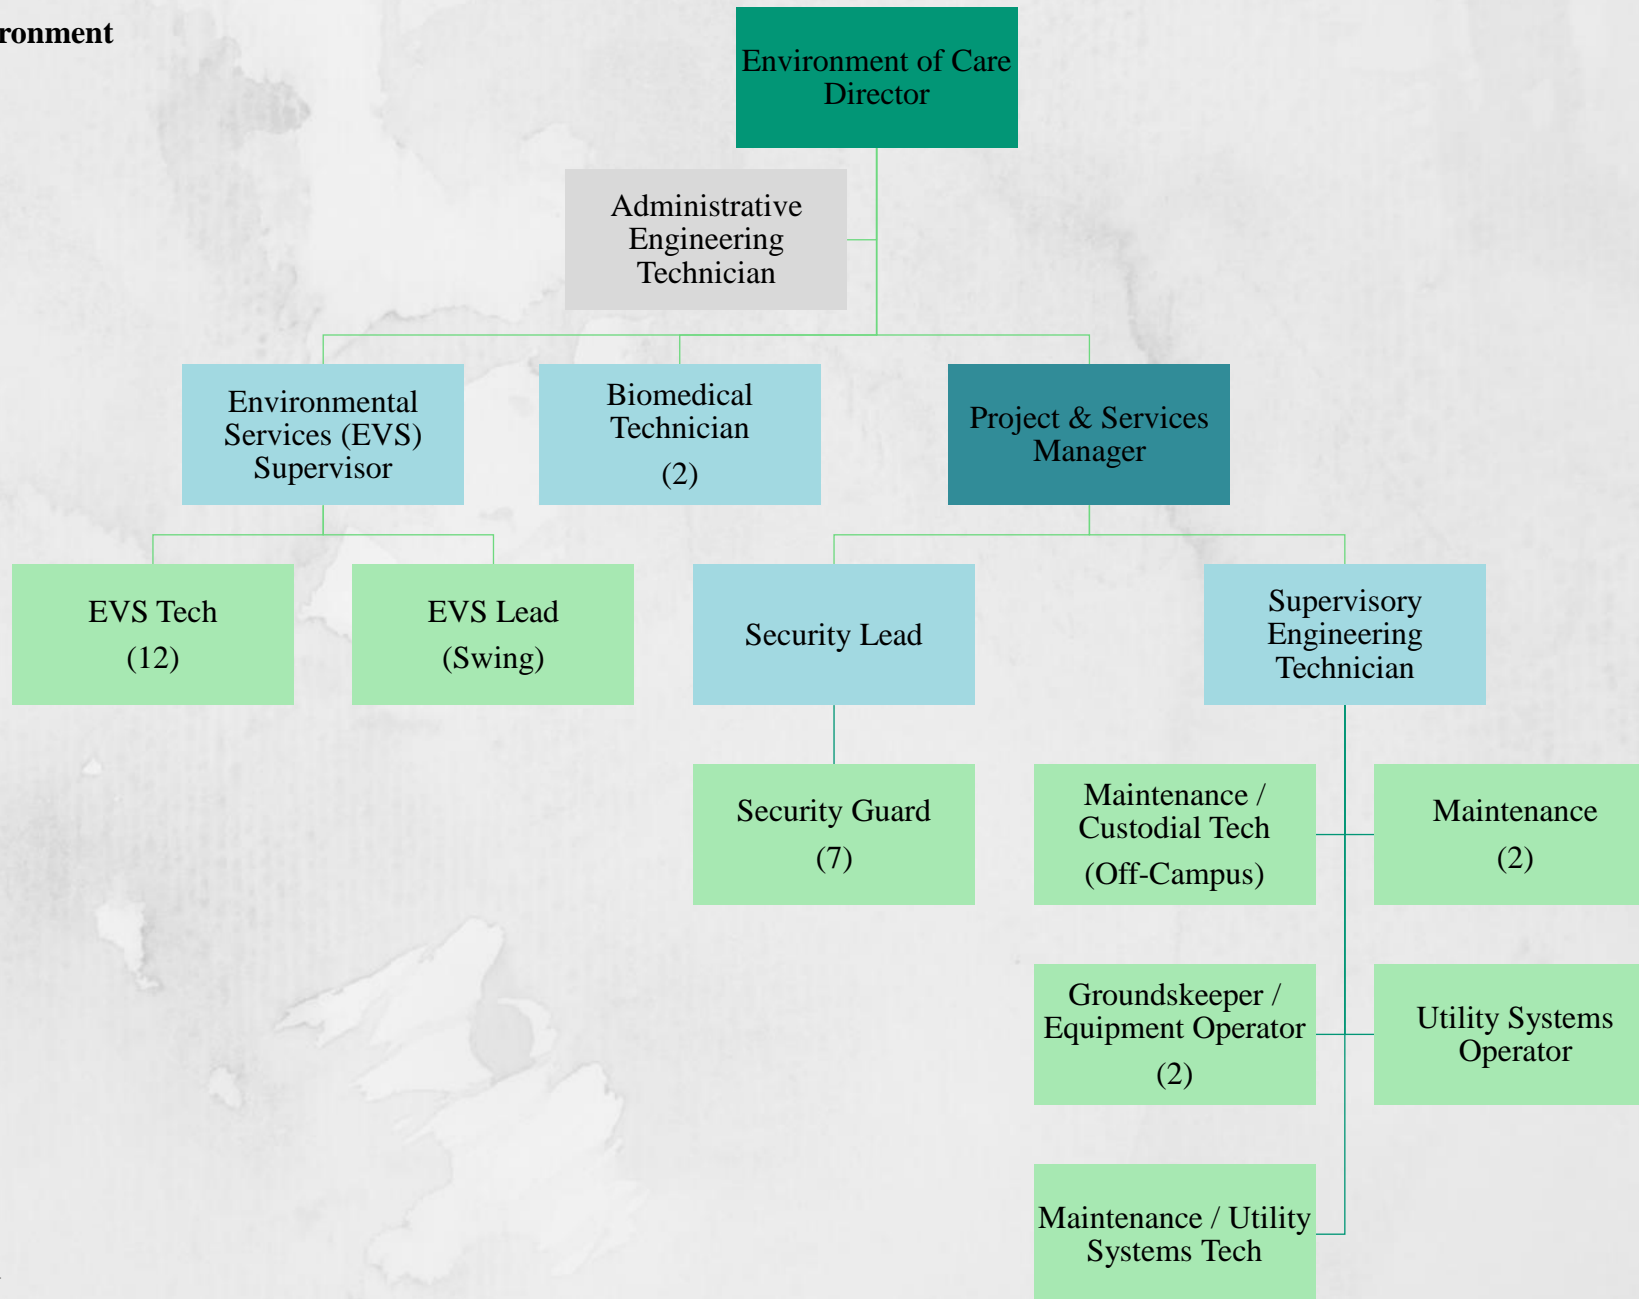 Environment of Care
Director
Administrative
Engineering
Technician
Environmental
Services (EVS)
Supervisor
Biomedical
Technician
(2)
Project & Services
Manager
EVS Tech
(12)
EVS Lead
(Swing)
Security Lead
Supervisory
Engineering
Technician
Security Guard
(7)
Maintenance /
Custodial Tech
(Off-Campus)
Maintenance
(2)
Groundskeeper /
Equipment Operator
(2)
Utility Systems
Operator
Maintenance / Utility
Systems Tech